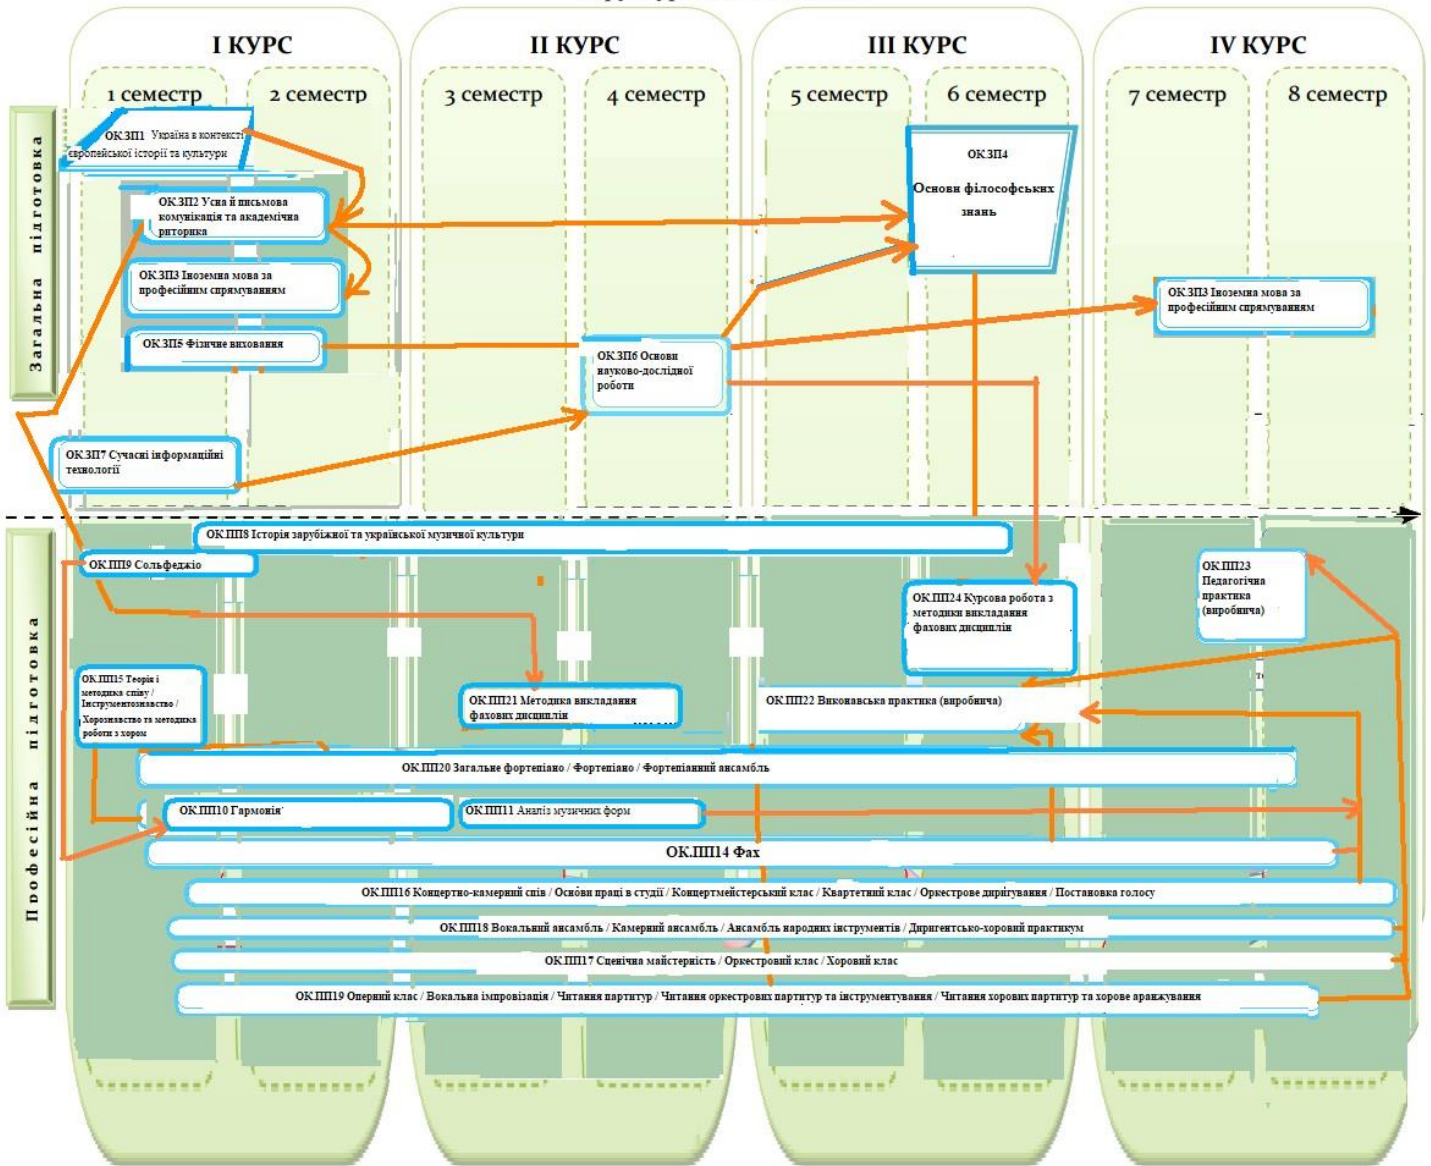 І КУРС
ІІ КУРС
ІІІ КУРС
ІV КУРС
1 семестр
2 семестр
3 семестр
4 семестр
5 семестр
6 семестр
7 семестр
8 семестр
Загальна підготовка
ОК.ЗП1 Україна в контексті
європейської історії та культури
ОК.ЗП2 Усна й письмова
комунікація та академічна
риторика
ОК.ЗП3 Іноземна мова за
професійним спрямуванням
ОК.ЗП5 Фізичне виховання
ОК.ЗП4
Основи філософських
знань
ОК.ЗП3 Іноземна мова за
професійним спрямуванням
ОК.ЗП6 Основи
науково-дослідної
роботи
ОК.ЗП7 Сучасні інформаційні
технології
Професійна підготовка
ОК.ПП8 Історія зарубіжної та української музичної культури
ОК.ПП9 Сольфеджіо
ОК.ПП23
Педагогічна
практика
(виробнича)
ОК.ПП24 Курсова робота з
методики викладання
фахових дисциплін
ОК.ПП15 Теорія і
методика співу /
Інструментознавство /
Хорознавство та методика
роботи з хором
ОК.ПП21 Методика викладання
фахових дисциплін
ОК.ПП22 Виконавська практика (виробнича)
ОК.ПП20 Загальне фортепіано / Фортепіано / Фортепіанний ансамбль
ОК.ПП10 Гармонія
ОК.ПП11 Аналіз музичних форм
ОК.ПП14 Фах
ОК.ПП16 Концертно-камерний спів / Основи праці в студії / Концертмейстерський клас / Квартетний клас / Оркестрове диригування / Постановка голосу
ОК.ПП18 Вокальний ансамбль / Камерний ансамбль / Ансамбль народних інструментів / Диригентсько-хоровий практикум
ОК.ПП17 Сценічна майстерність / Оркестровий клас / Хоровий клас
ОК.ПП19 Оперний клас / Вокальна імпровізація / Читання партитур / Читання оркестрових партитур та інструментування / Читання хорових партитур та хорове аранжування